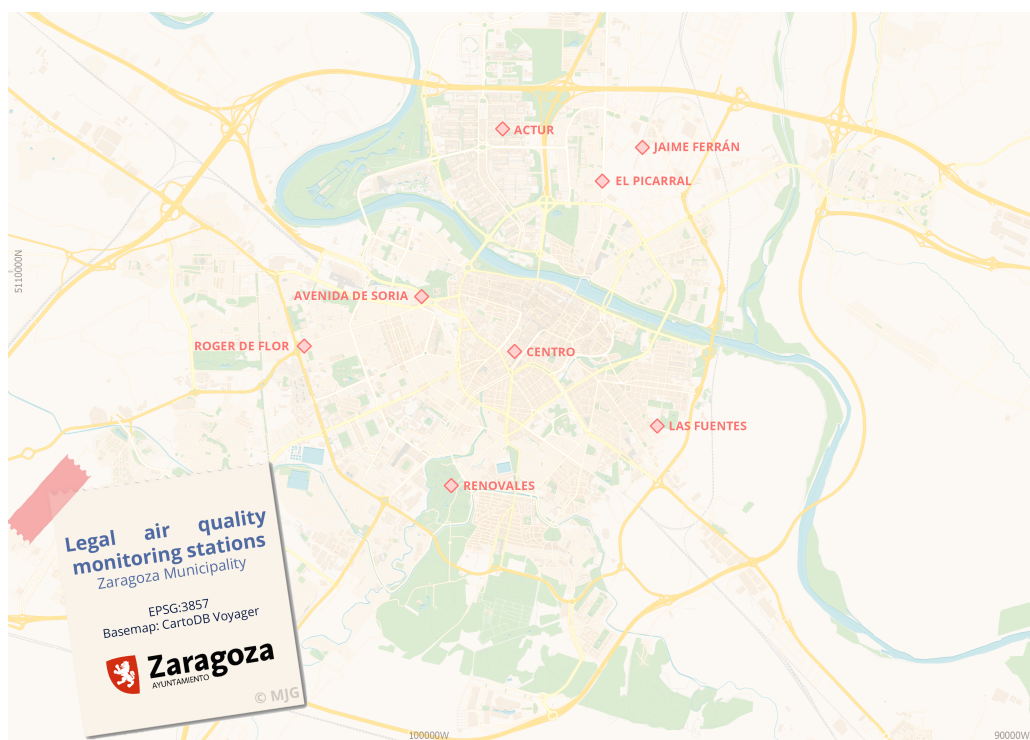 ACTUR
JAIME FERRÁN
EL PICARRAL
5110000N
AVENIDA DE SORIA
ROGER DE FLOR
CENTRO
LAS FUENTES
RENOVALES
Legal air quality
monitoring stations
Zaragoza Municipality
EPSG:3857
Basemap: CartoDB Voyager
Zaragoza
AYUNTAMIENTO
© MJG
100000W
90000W